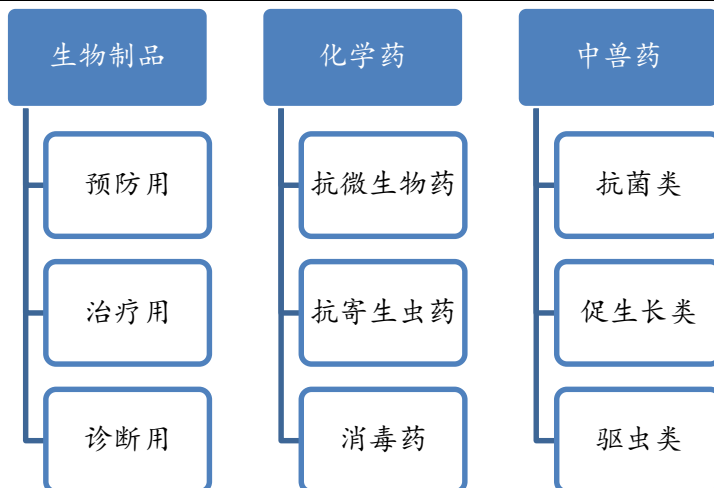 生物制品
预防用
治疗用
诊断用
化学药
抗微生物药
抗寄生虫药
消毒药
中兽药
抗菌类
促生长类
驱虫类